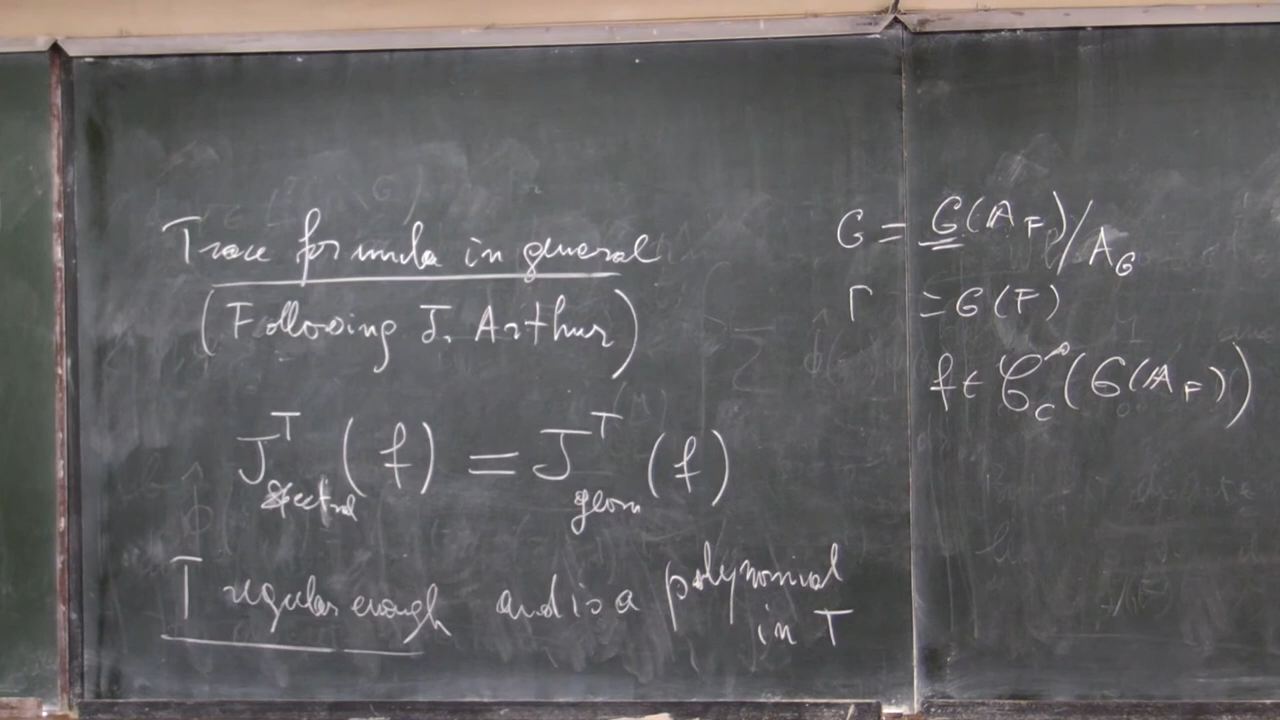 Trace formula in general
(Following J. Arthur)
J^T_spectral (f) = J^T_geom (f)
T regular enough and is a polynomial
in T
G = G(A_F)/A_G
Γ = G(F)
f ∈ C_c^∞(G(A_F))